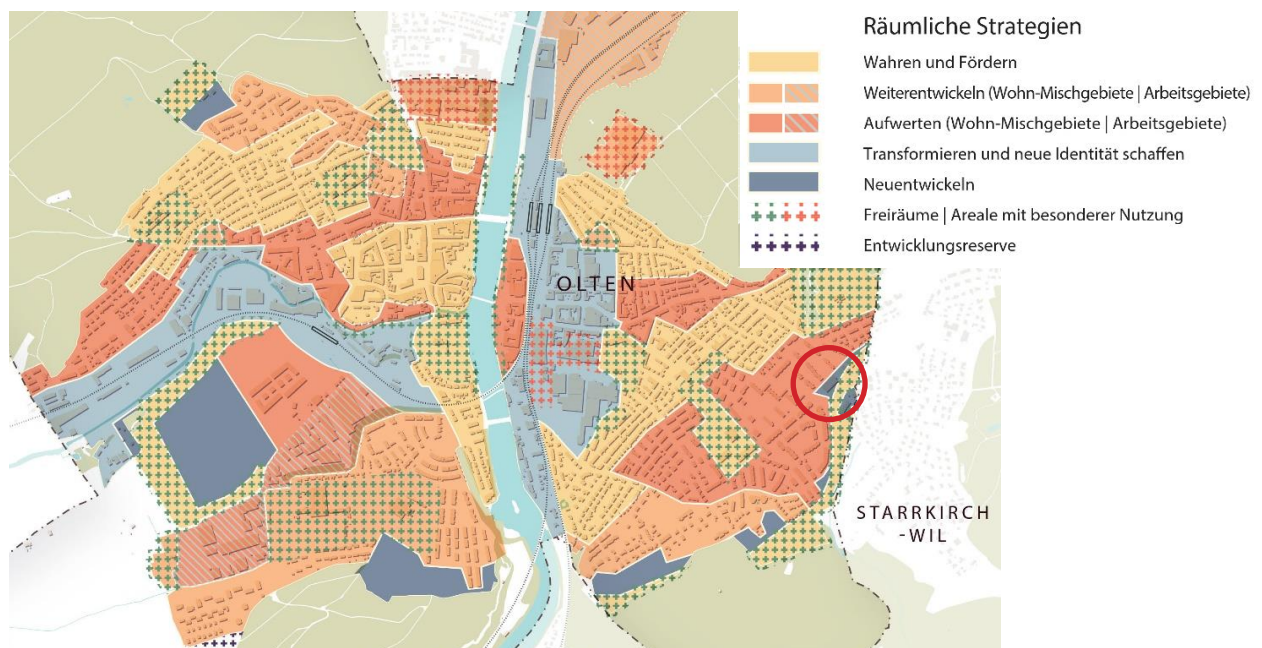 Räumliche Strategien
Wahren und Fördern
Weiterentwickeln (Wohn-Mischgebiete | Arbeitsgebiete)
Aufwerten (Wohn-Mischgebiete | Arbeitsgebiete)
Transformieren und neue Identität schaffen
Neuentwickeln
Freiräume | Areale mit besonderer Nutzung
Entwicklungsreserve
OLTEN
STARRKIRCH
-WIL